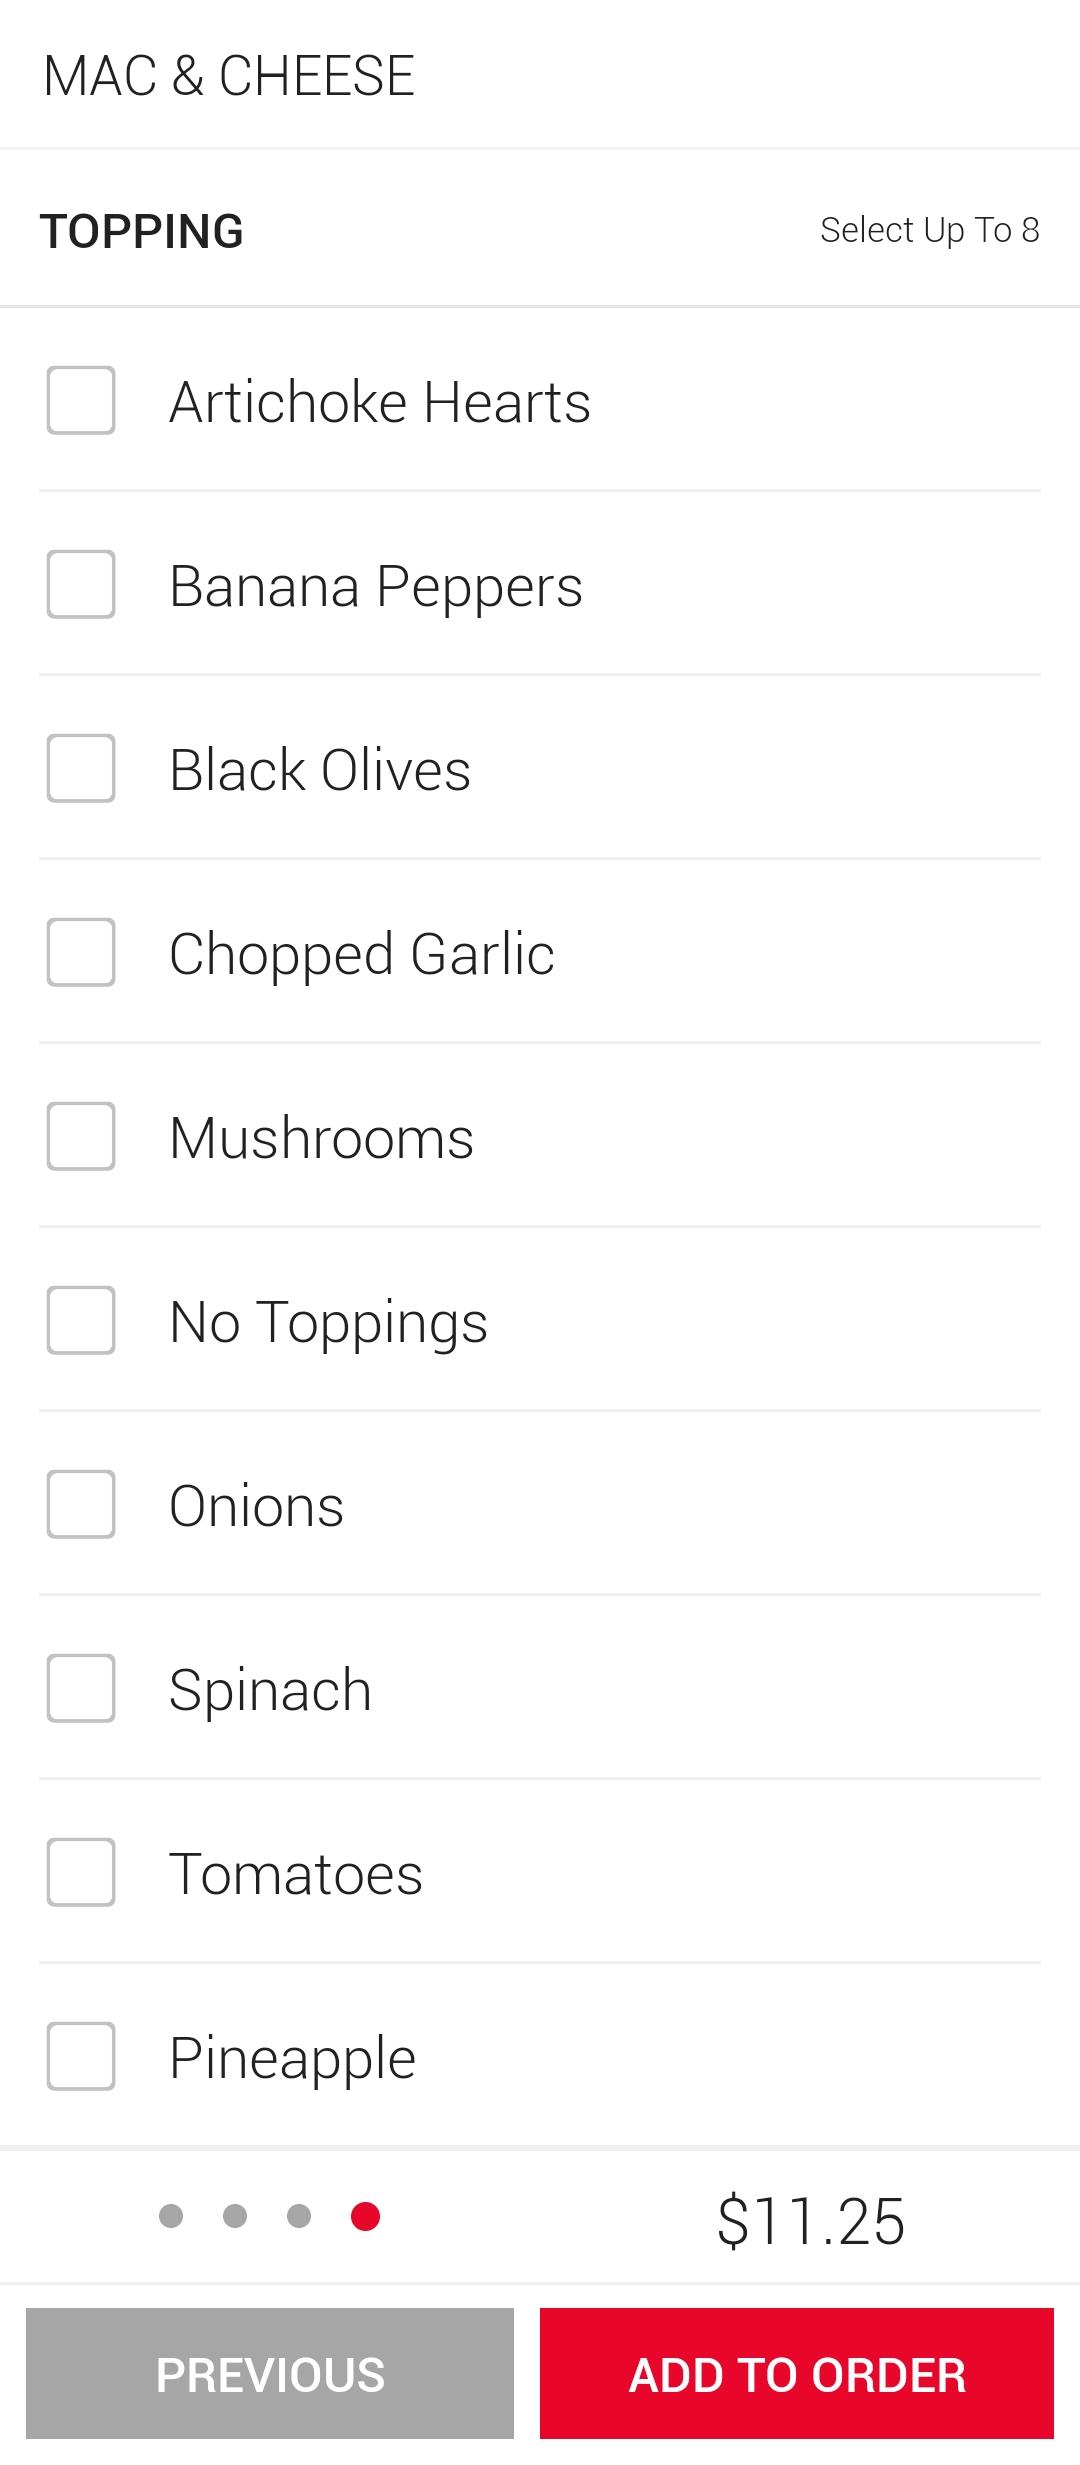 MAC & CHEESE
TOPPING Select Up To 8
Artichoke Hearts
Banana Peppers
Black Olives
Chopped Garlic
Mushrooms
No Toppings
Onions
Spinach
Tomatoes
Pineapple
$11.25
PREVIOUS ADD TO ORDER